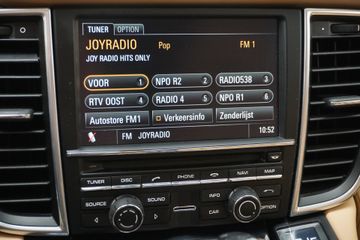 TUNER OPTION
JOYRADIO Pop FM 1
JOY RADIO HITS ONLY
VOOR 1 NPO R2 2 RADIO538 3
RTV OOST 4 RADIO 4 5 NPO R1 6
Autostore FM1 Verkeersinfo Zenderlijst
FM JOYRADIO 10:52
TUNER DISC PHONE NAVI MAP
SOURCE SOUND INFO CAR OPTION